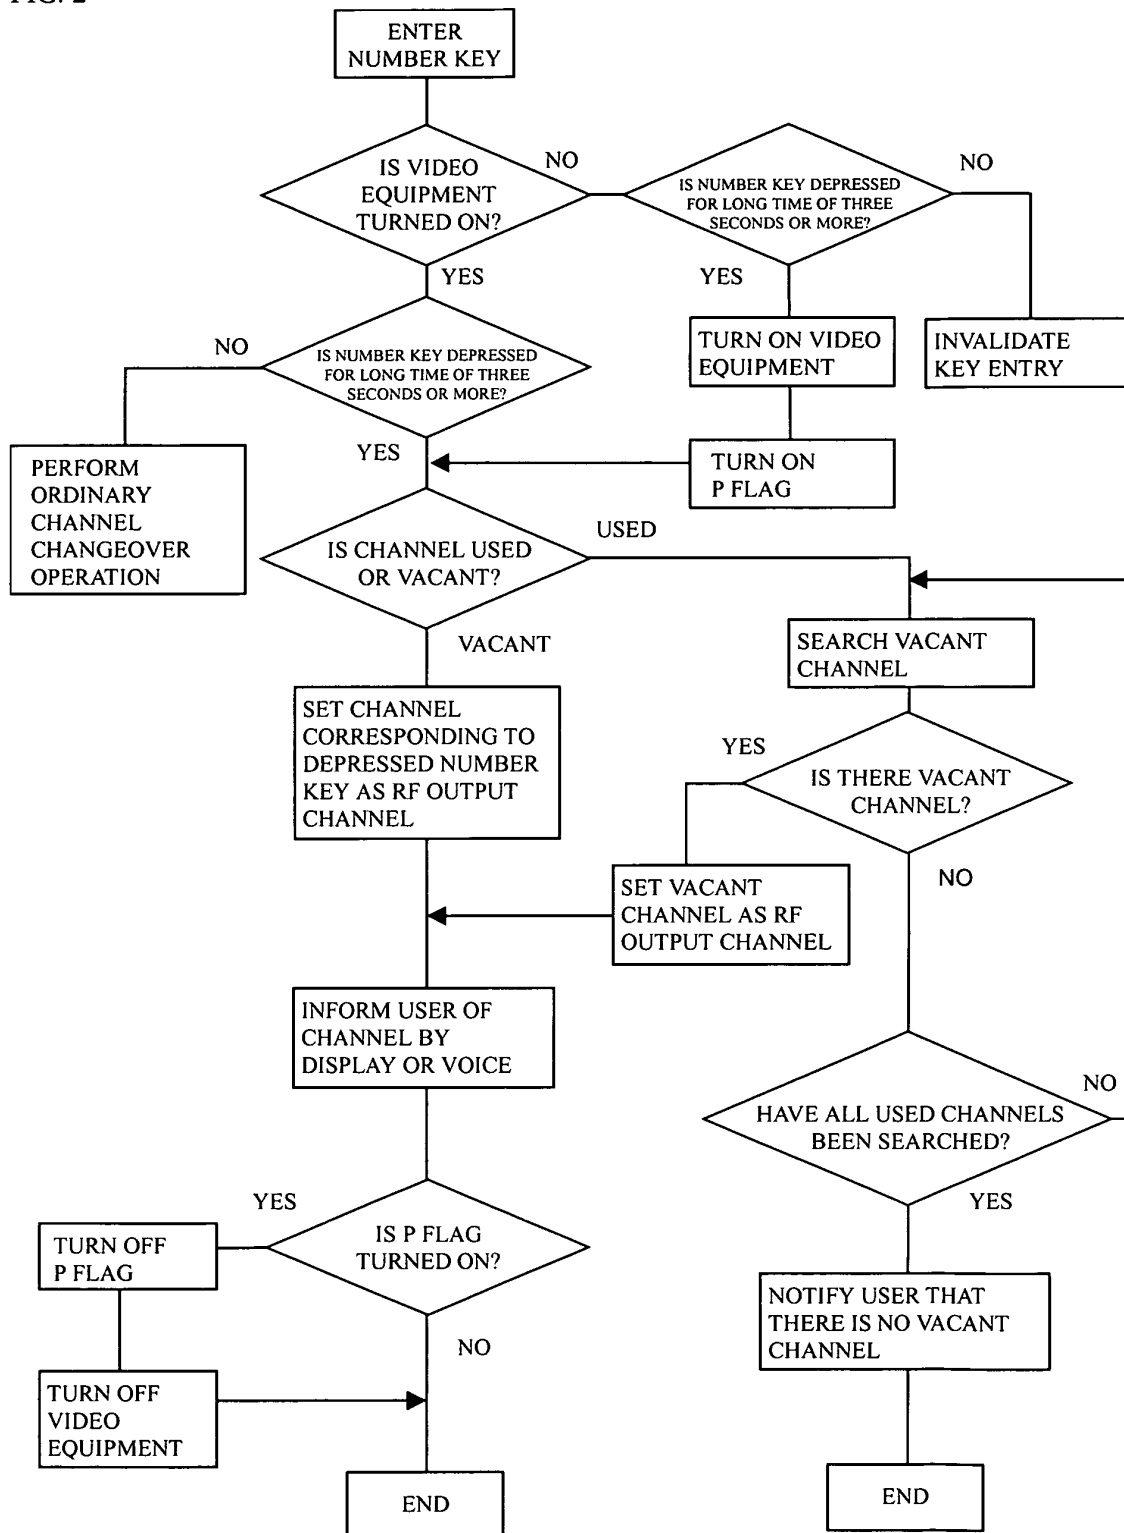 FIG. 2
ENTER
NUMBER KEY
IS VIDEO
EQUIPMENT
TURNED ON?
NO
IS NUMBER KEY DEPRESSED
FOR LONG TIME OF THREE
SECONDS OR MORE?
NO
YES
YES
TURN ON VIDEO
EQUIPMENT
INVALIDATE
KEY ENTRY
NO
IS NUMBER KEY DEPRESSED
FOR LONG TIME OF THREE
SECONDS OR MORE?
YES
TURN ON
P FLAG
PERFORM
ORDINARY
CHANNEL
CHANGEOVER
OPERATION
IS CHANNEL USED
OR VACANT?
USED
VACANT
SEARCH VACANT
CHANNEL
SET CHANNEL
CORRESPONDING TO
DEPRESSED NUMBER
KEY AS RF OUTPUT
CHANNEL
YES
IS THERE VACANT
CHANNEL?
NO
SET VACANT
CHANNEL AS RF
OUTPUT CHANNEL
INFORM USER OF
CHANNEL BY
DISPLAY OR VOICE
HAVE ALL USED CHANNELS
BEEN SEARCHED?
NO
YES
YES
IS P FLAG
TURNED ON?
TURN OFF
P FLAG
NO
NOTIFY USER THAT
THERE IS NO VACANT
CHANNEL
TURN OFF
VIDEO
EQUIPMENT
END
END